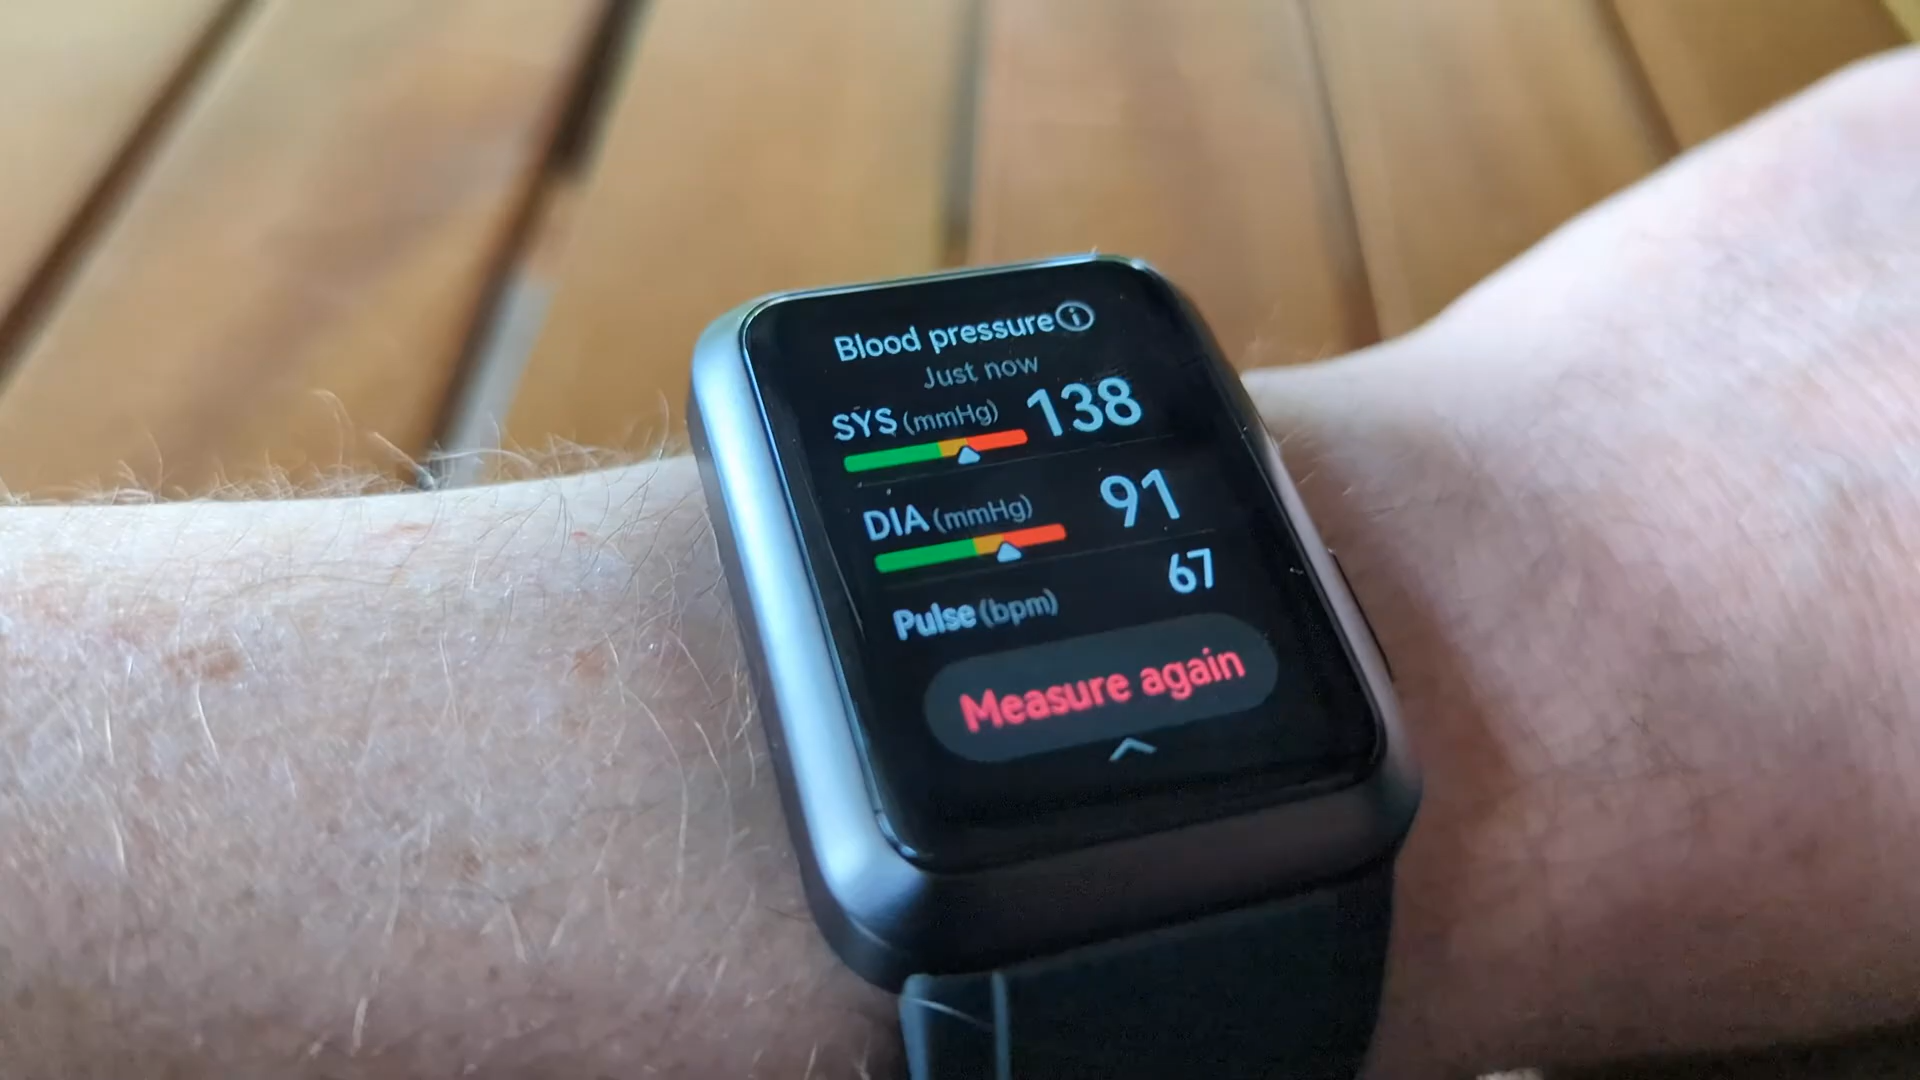 Blood pressure
Just now
SYS (mmHg) 138
DIA (mmHg) 91
Pulse (bpm) 67
Measure again